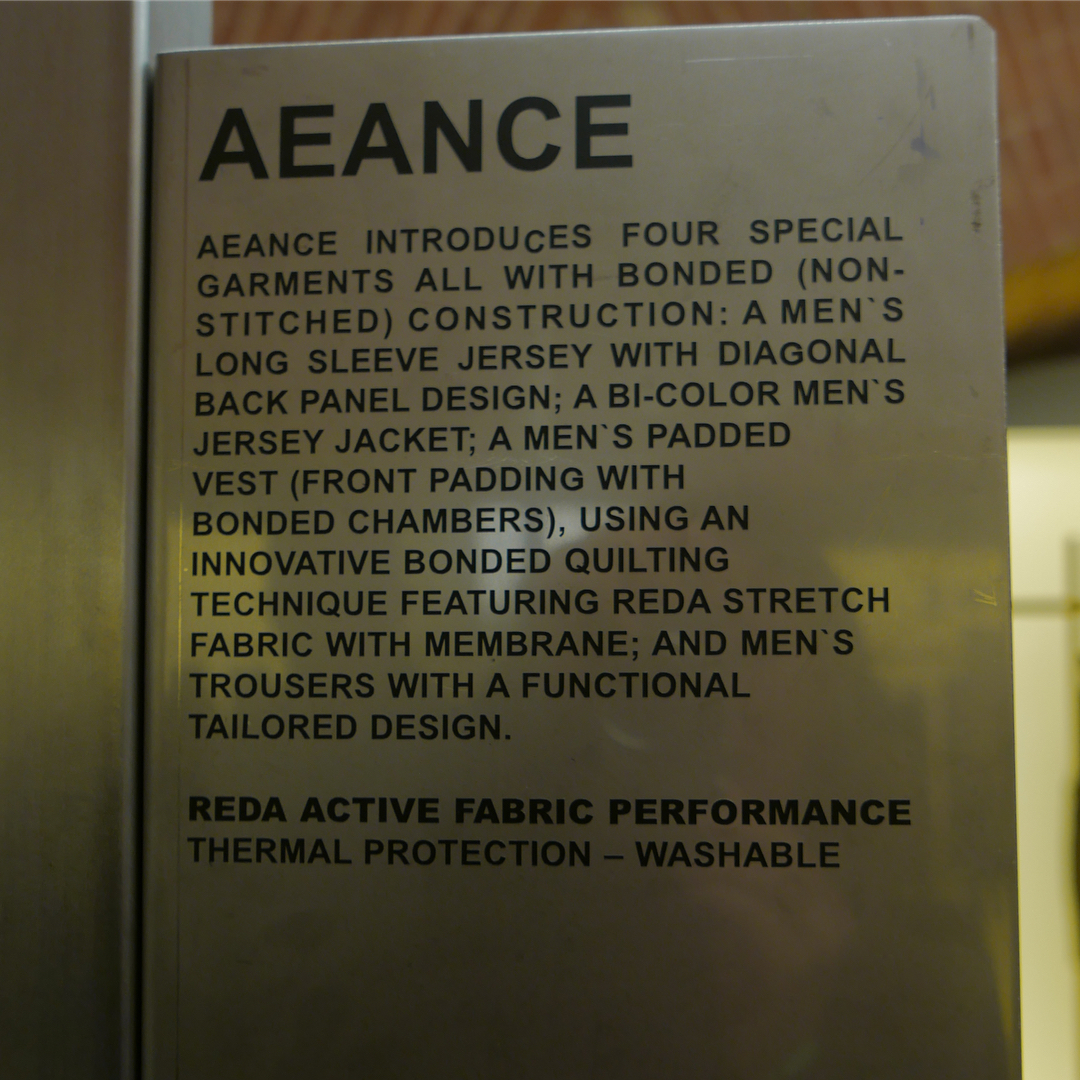 AEANCE
AEANCE INTRODUCES FOUR SPECIAL
GARMENTS ALL WITH BONDED (NON-
STITCHED) CONSTRUCTION: A MEN`S
LONG SLEEVE JERSEY WITH DIAGONAL
BACK PANEL DESIGN; A BI-COLOR MEN`S
JERSEY JACKET; A MEN`S PADDED
VEST (FRONT PADDING WITH
BONDED CHAMBERS), USING AN
INNOVATIVE BONDED QUILTING
TECHNIQUE FEATURING REDA STRETCH
FABRIC WITH MEMBRANE; AND MEN`S
TROUSERS WITH A FUNCTIONAL
TAILORED DESIGN.
REDA ACTIVE FABRIC PERFORMANCE
THERMAL PROTECTION – WASHABLE